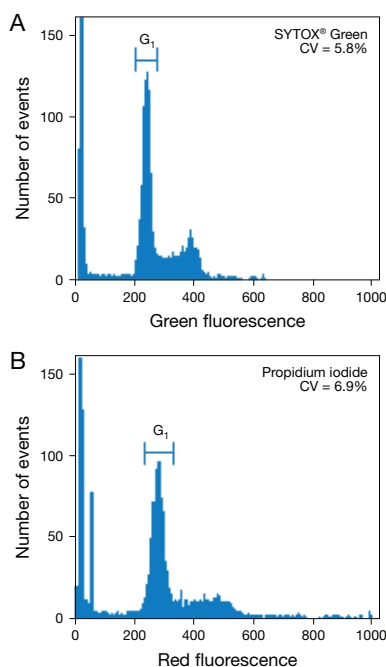 A
SYTOX® Green
CV = 5.8%
G₁
Number of events
150
100
50
0
0 200 400 600 800 1000
Green fluorescence
B
Propidium iodide
CV = 6.9%
G₁
Number of events
150
100
50
0
0 200 400 600 800 1000
Red fluorescence